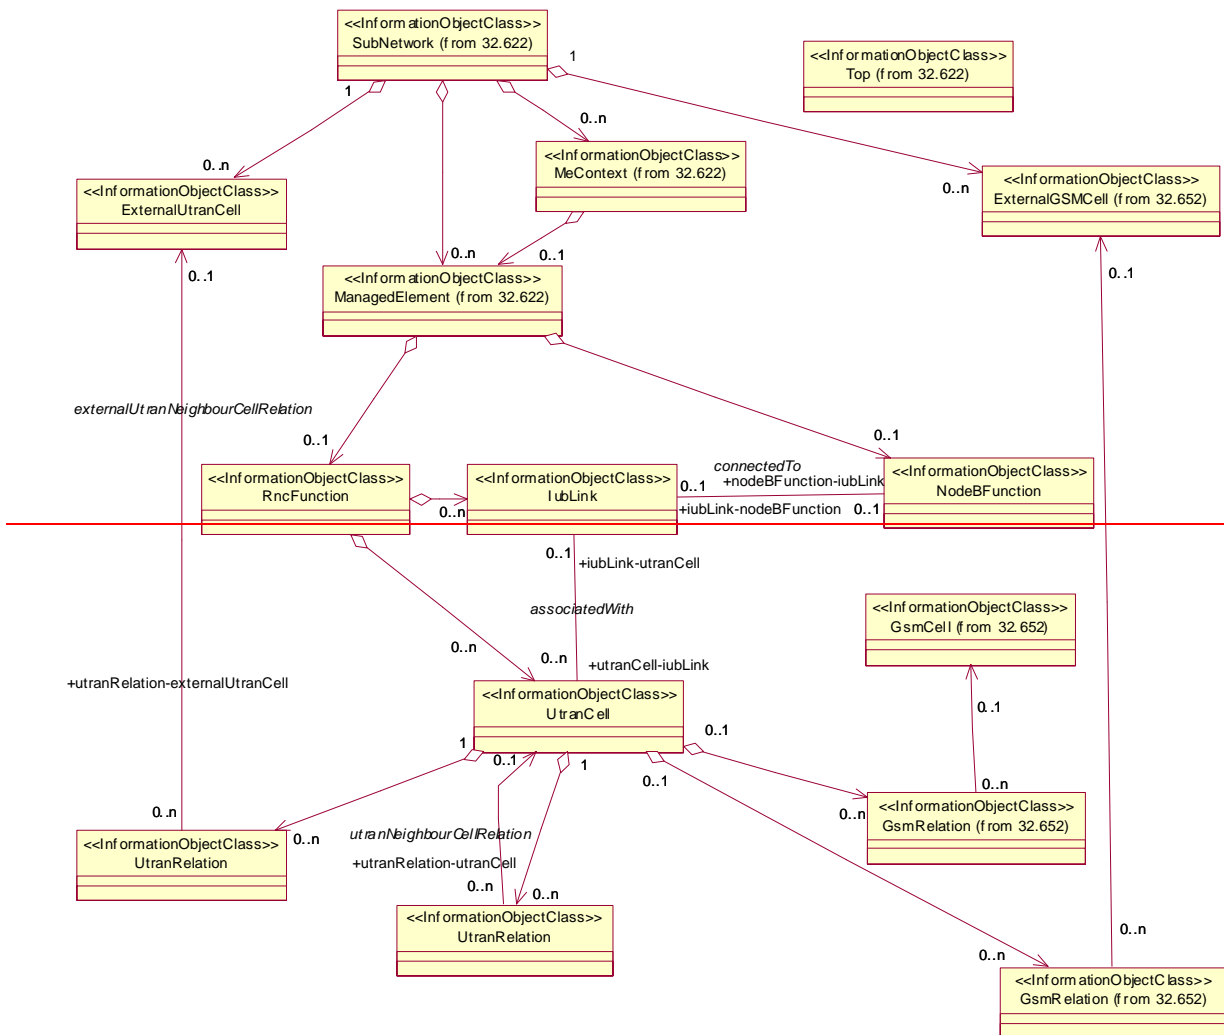 <<InformationObjectClass>>
SubNetwork (from 32.622)
1
1
<<InformationObjectClass>>
Top (from 32.622)
0..n
0..n
<<InformationObjectClass>>
MeContext (from 32.622)
<<InformationObjectClass>>
ExternalUtranCell
<<InformationObjectClass>>
ExternalGSMCell (from 32.652)
0..n
0..n
0..1
0..1
0..1
<<InformationObjectClass>>
ManagedElement (from 32.622)
externalUtranNeighbourCellRelation
0..1
0..1
<<InformationObjectClass>>
RncFunction
0..n
<<InformationObjectClass>>
IubLink
connectedTo
+nodeBFunction-iubLink
0..1
+iubLink-nodeBFunction
0..1
<<InformationObjectClass>>
NodeBFunction
0..1
+iubLink-utranCell
associatedWith
0..n
0..n
+utranCell-iubLink
<<InformationObjectClass>>
GsmCell (from 32.652)
+utranRelation-externalUtranCell
<<InformationObjectClass>>
UtranCell
0..1
0..1
1
0..1
1
0..1
0..n
0..n
0..n
0..n
<<InformationObjectClass>>
GsmRelation (from 32.652)
<<InformationObjectClass>>
UtranRelation
utranNeighbourCellRelation
+utranRelation-utranCell
0..n
0..n
<<InformationObjectClass>>
UtranRelation
0..n
0..n
<<InformationObjectClass>>
GsmRelation (from 32.652)